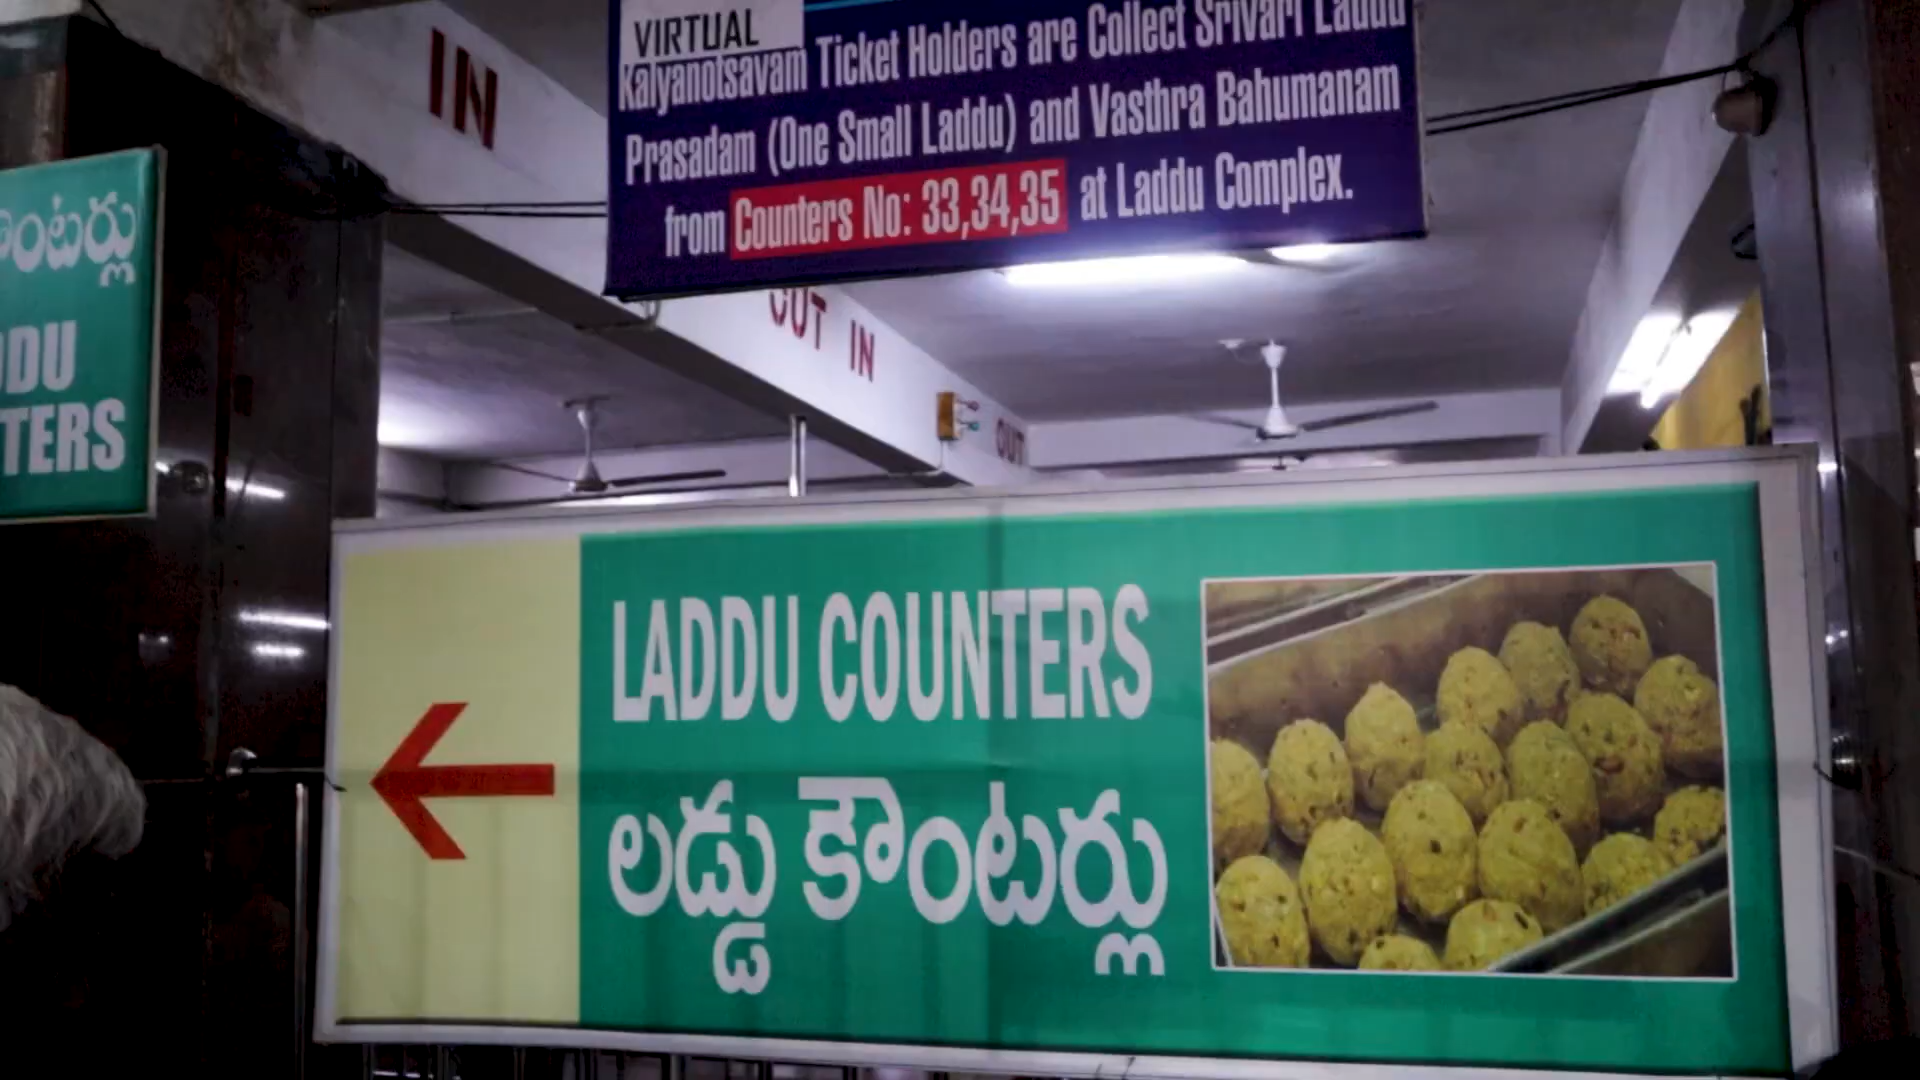 IN
VIRTUAL
Kalyanotsavam Ticket Holders are Collect Srivari Laddu
Prasadam (One Small Laddu) and Vasthra Bahumanam
from Counters No: 33,34,35 at Laddu Complex.
OUT IN
OUT
ౌంటర్లు
DDU
TERS
LADDU COUNTERS
లడ్డు కౌంటర్లు